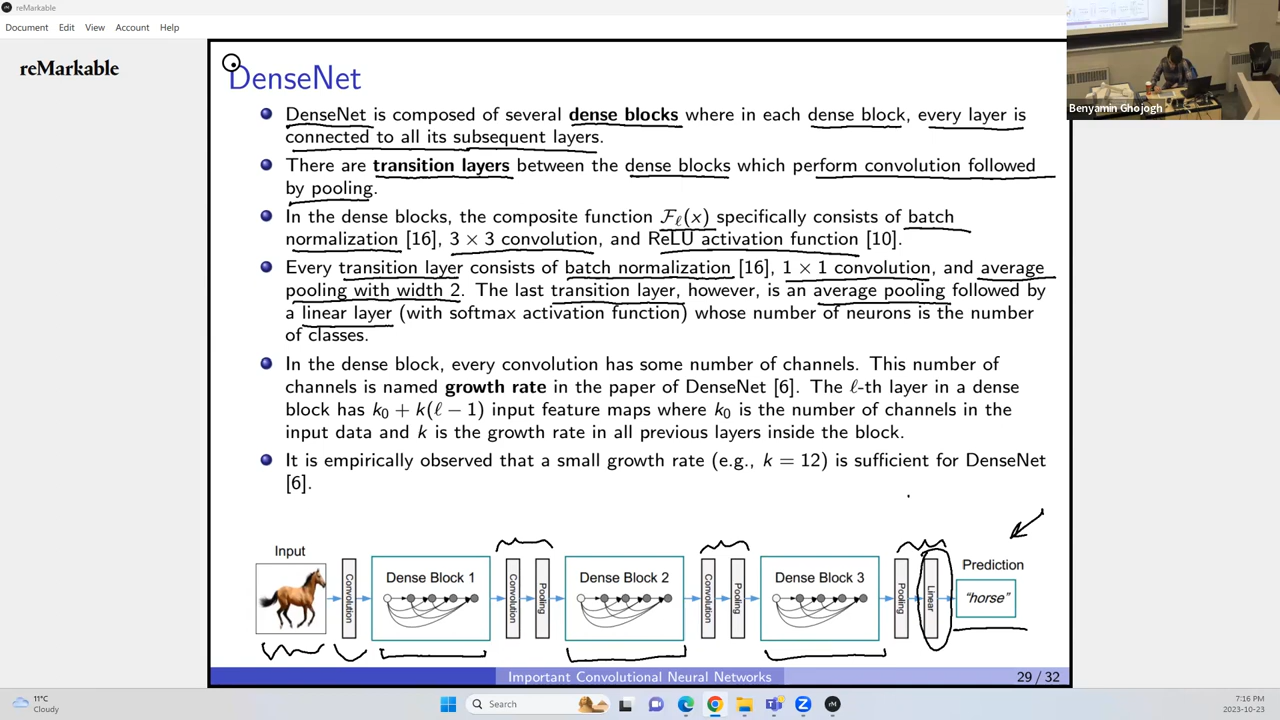 reMarkable
Document Edit View Account Help
reMarkable
Benyamin Ghojogh
DenseNet
DenseNet is composed of several dense blocks where in each dense block, every layer is
connected to all its subsequent layers.
There are transition layers between the dense blocks which perform convolution followed
by pooling.
In the dense blocks, the composite function ℱℓ(x) specifically consists of batch
normalization [16], 3 × 3 convolution, and ReLU activation function [10].
Every transition layer consists of batch normalization [16], 1 × 1 convolution, and average
pooling with width 2. The last transition layer, however, is an average pooling followed by
a linear layer (with softmax activation function) whose number of neurons is the number
of classes.
In the dense block, every convolution has some number of channels. This number of
channels is named growth rate in the paper of DenseNet [6]. The ℓ-th layer in a dense
block has k₀ + k(ℓ − 1) input feature maps where k₀ is the number of channels in the
input data and k is the growth rate in all previous layers inside the block.
It is empirically observed that a small growth rate (e.g., k = 12) is sufficient for DenseNet
[6].
Input
Convolution
Dense Block 1
Convolution
Pooling
Dense Block 2
Convolution
Pooling
Dense Block 3
Pooling
Linear
Prediction
"horse"
Important Convolutional Neural Networks
29 / 32
11°C
Cloudy
Search
7:16 PM
2023-10-23